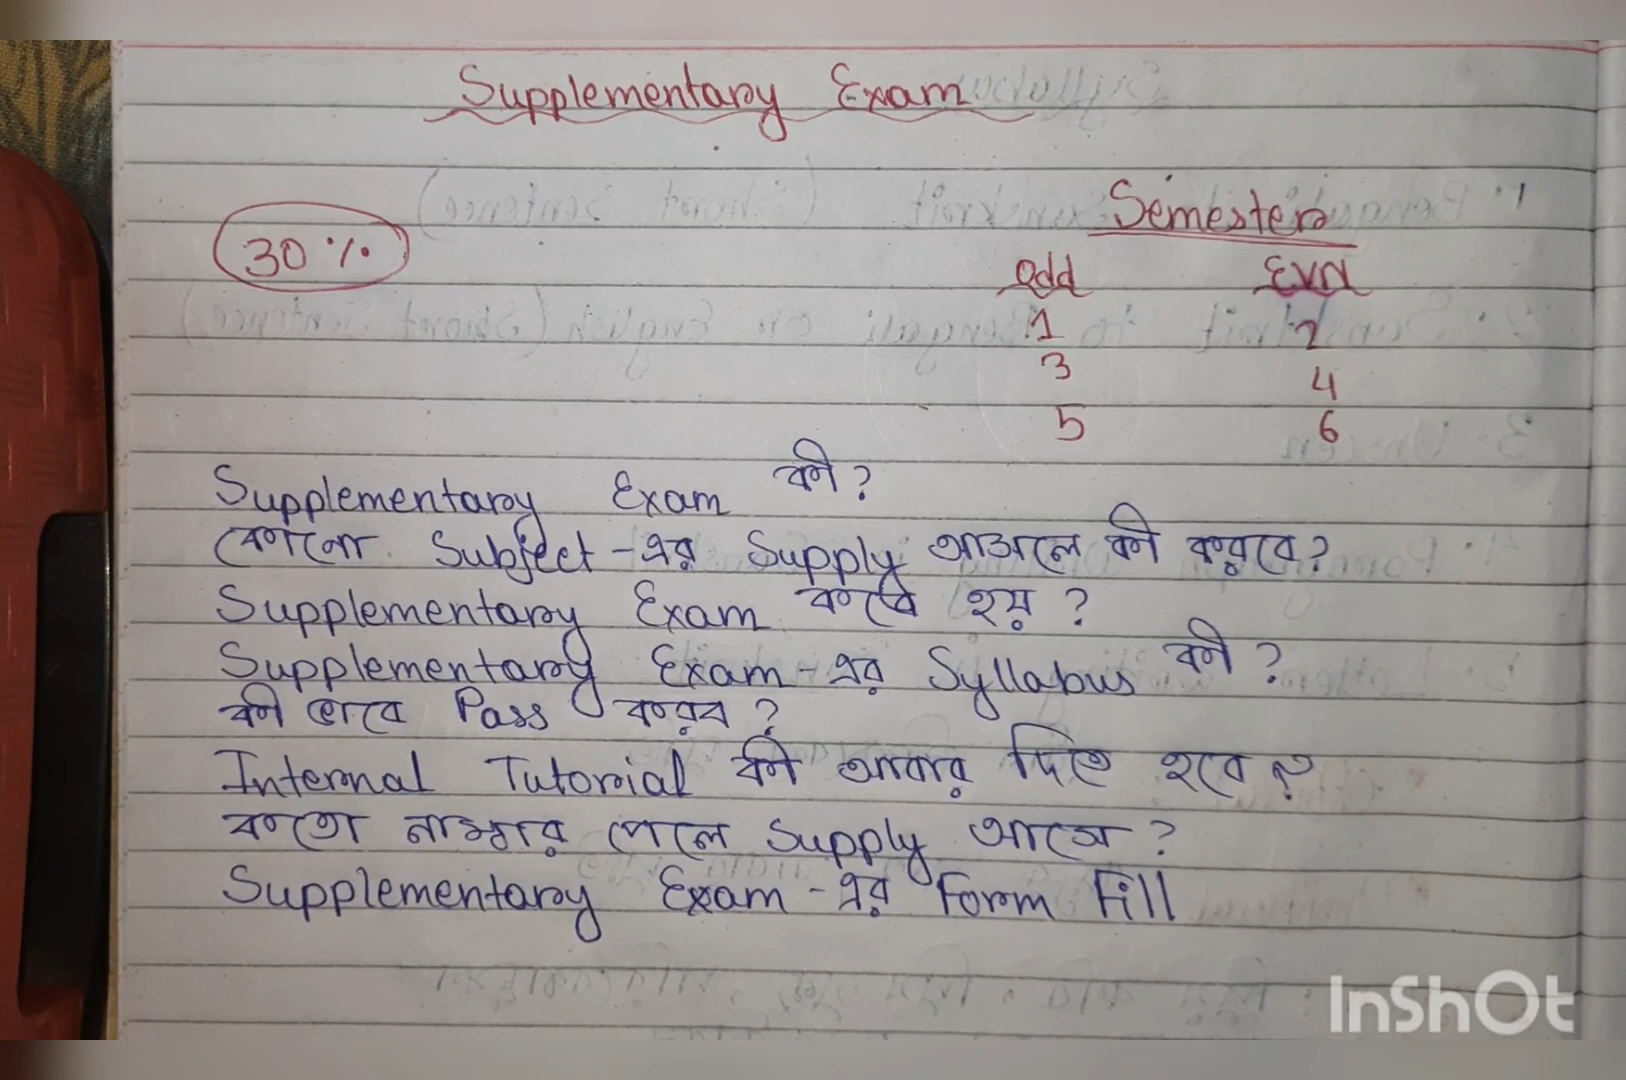 Supplementary Exam
30%
Semester
Odd Evn
1 2
3 4
5 6
Supplementary Exam কী?
কোনো Subject-এর Supply আসলে কী করবে?
Supplementary Exam কবে হয়?
Supplementary Exam-এর Syllabus কী?
কী ভাবে Pass করব?
Internal Tutorial কী আবার দিতে হবে?
কতো নাম্বার পেলে Supply আসে?
Supplementary Exam-এর Form Fill
InShOt